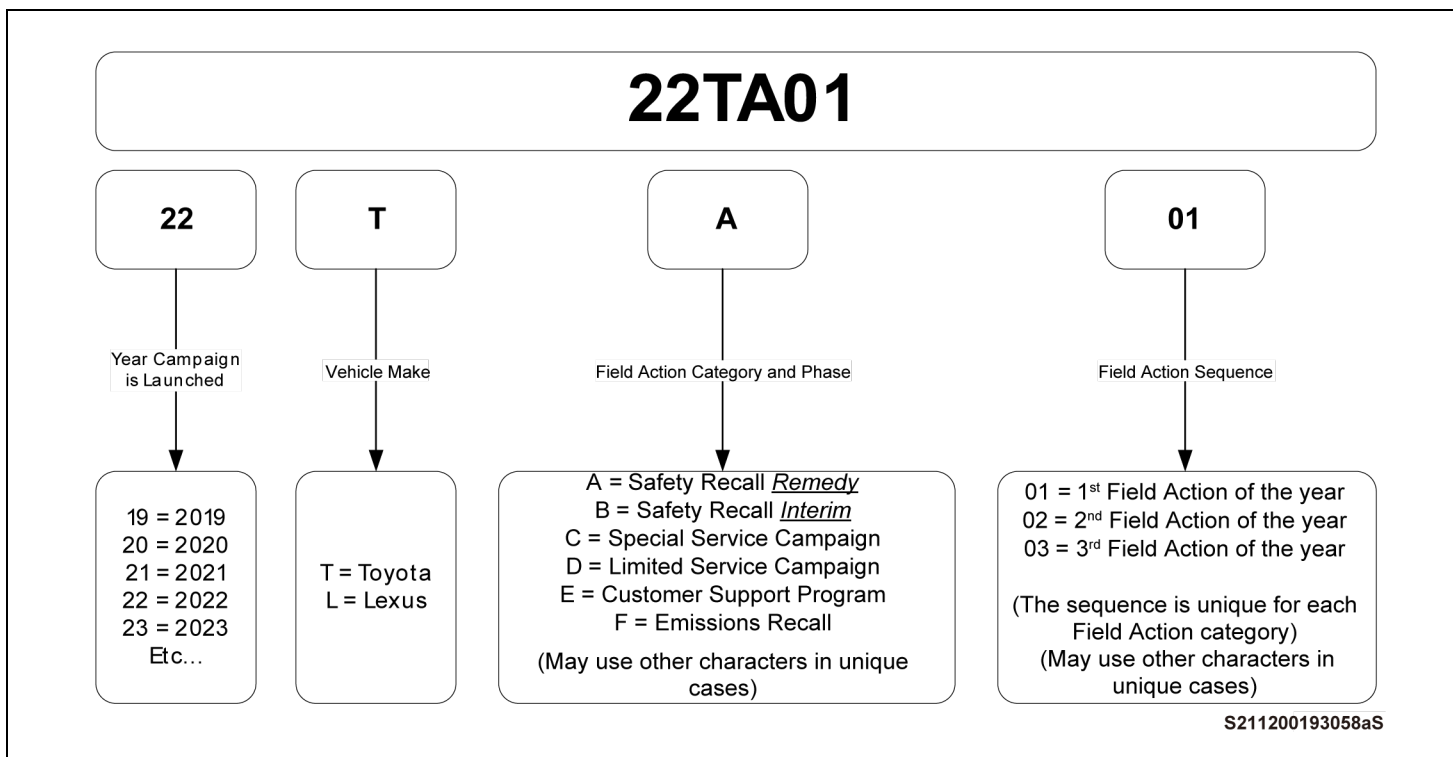 22TA01
22
T
A
01
Year Campaign
is Launched
Vehicle Make
Field Action Category and Phase
Field Action Sequence
19 = 2019
20 = 2020
21 = 2021
22 = 2022
23 = 2023
Etc...
T = Toyota
L = Lexus
A = Safety Recall Remedy
B = Safety Recall Interim
C = Special Service Campaign
D = Limited Service Campaign
E = Customer Support Program
F = Emissions Recall
(May use other characters in unique
cases)
01 = 1st Field Action of the year
02 = 2nd Field Action of the year
03 = 3rd Field Action of the year
(The sequence is unique for each
Field Action category)
(May use other characters in
unique cases)
S211200193058aS